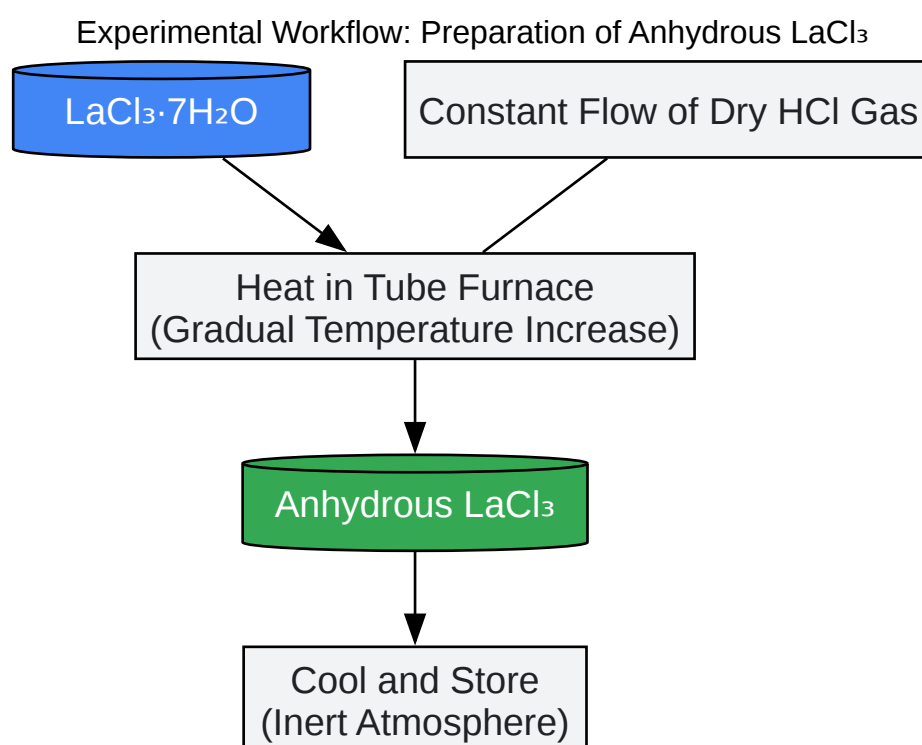 Experimental Workflow: Preparation of Anhydrous LaCl₃
LaCl₃·7H₂O
Constant Flow of Dry HCl Gas
Heat in Tube Furnace
(Gradual Temperature Increase)
Anhydrous LaCl₃
Cool and Store
(Inert Atmosphere)